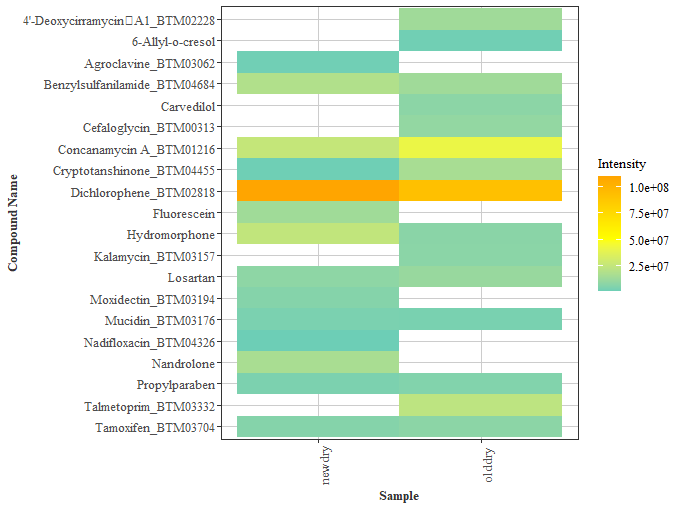 4'-Deoxycirramycin▯A1_BTM02228
6-Allyl-o-cresol
Agroclavine_BTM03062
Benzylsulfanilamide_BTM04684
Carvedilol
Cefaloglycin_BTM00313
Concanamycin A_BTM01216
Cryptotanshinone_BTM04455
Dichlorophene_BTM02818
Fluorescein
Hydromorphone
Kalamycin_BTM03157
Losartan
Moxidectin_BTM03194
Mucidin_BTM03176
Nadifloxacin_BTM04326
Nandrolone
Propylparaben
Talmetoprim_BTM03332
Tamoxifen_BTM03704
Compound Name
newdry
olddry
Sample
Intensity
1.0e+08
7.5e+07
5.0e+07
2.5e+07